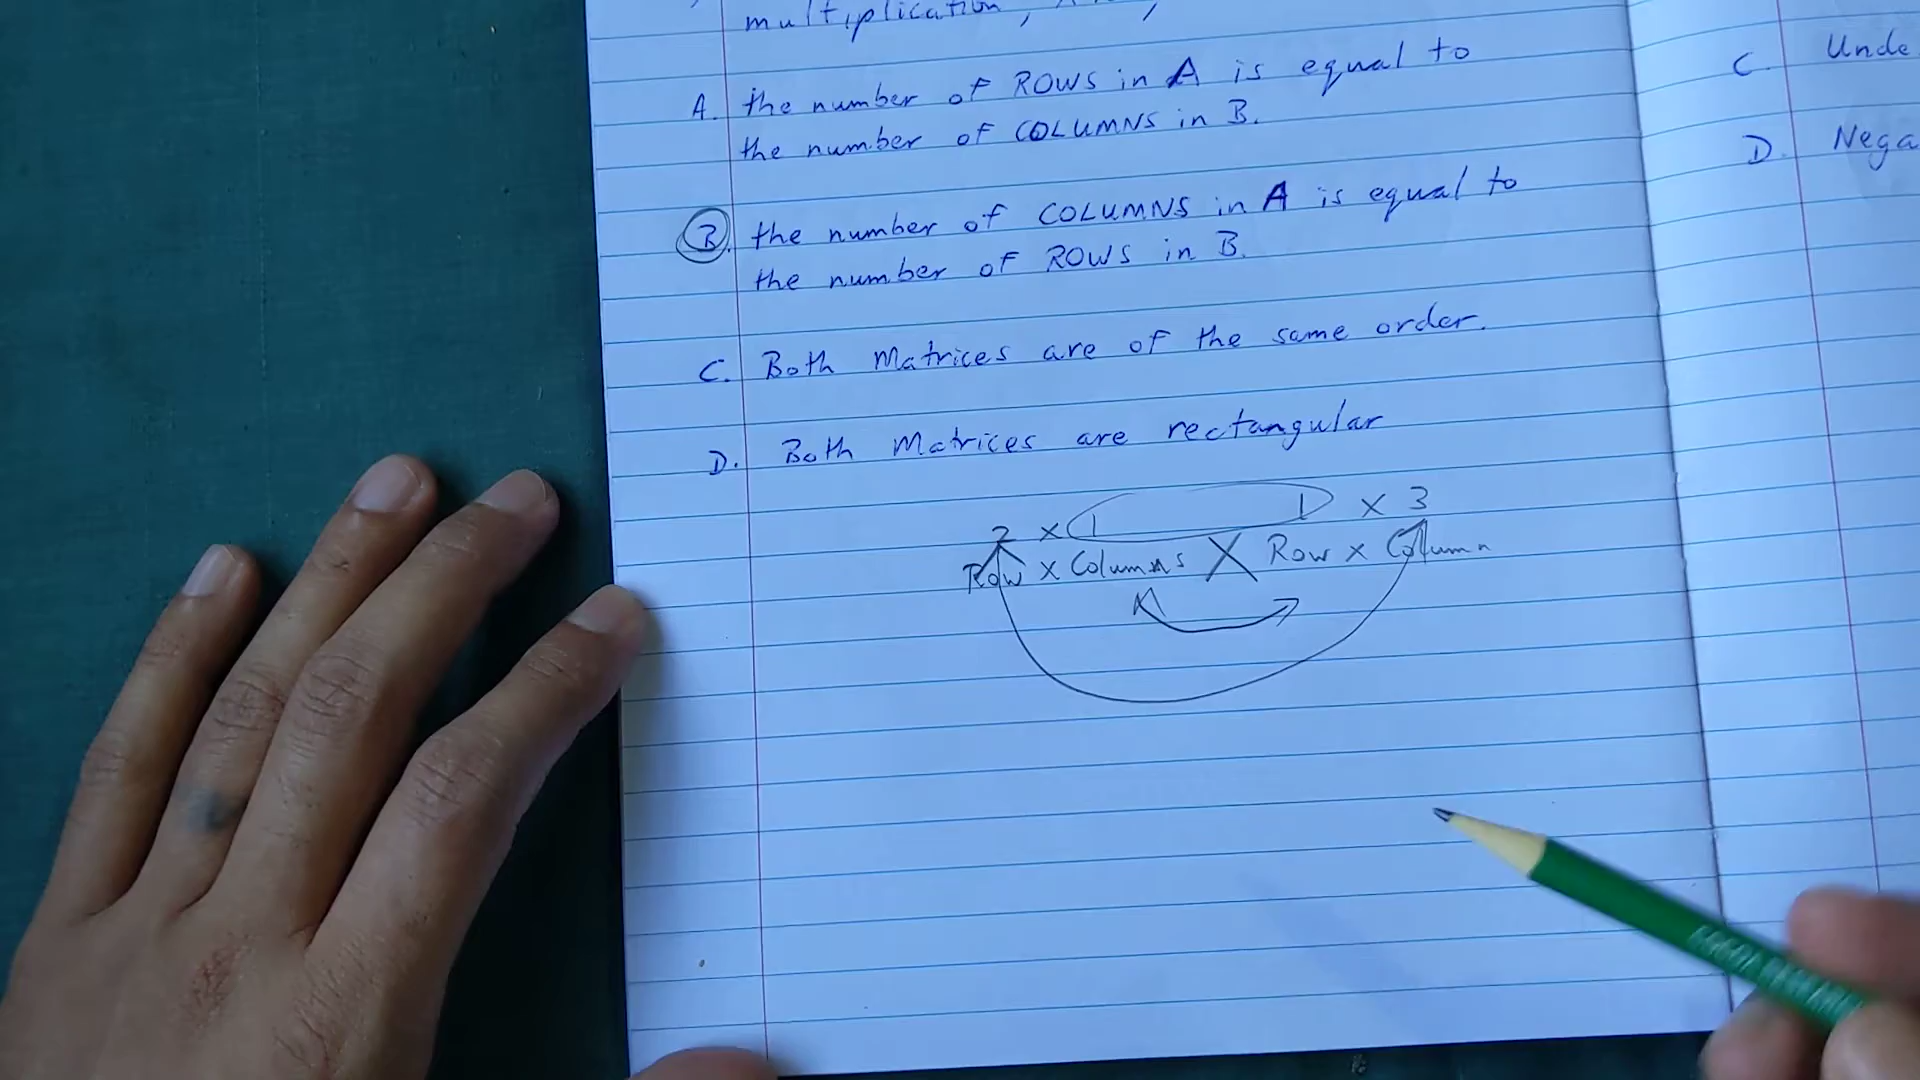 multiplication,
A. the number of ROWS in A is equal to
the number of COLUMNS in B.
B. the number of COLUMNS in A is equal to
the number of ROWS in B.
C. Both Matrices are of the same order.
D. Both Matrices are rectangular
2 x 1 1 x 3
Row x Columns X Row x Column
C. Unde
D. Nega